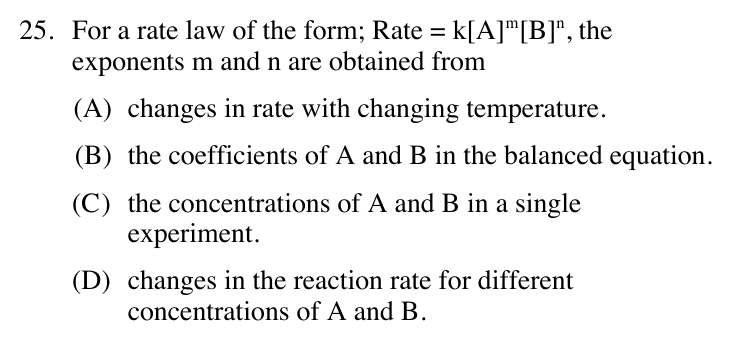 25. For a rate law of the form; Rate = k[A]ᵐ[B]ⁿ, the
exponents m and n are obtained from
(A) changes in rate with changing temperature.
(B) the coefficients of A and B in the balanced equation.
(C) the concentrations of A and B in a single
experiment.
(D) changes in the reaction rate for different
concentrations of A and B.